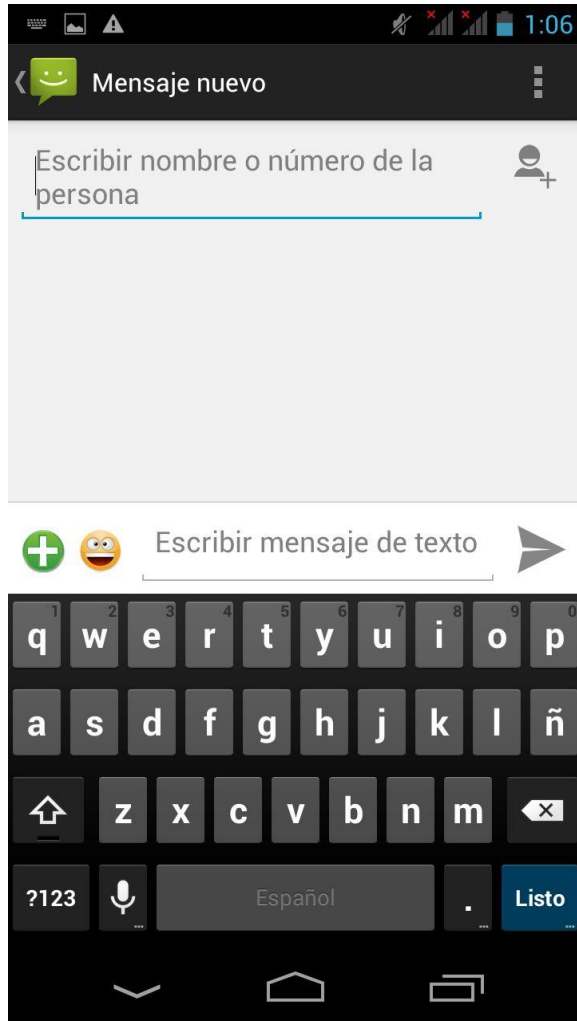 1:06
Mensaje nuevo
Escribir nombre o número de la
persona
Escribir mensaje de texto
1 2 3 4 5 6 7 8 9 0
q w e r t y u i o p
a s d f g h j k l ñ
z x c v b n m
?123 Español . Listo